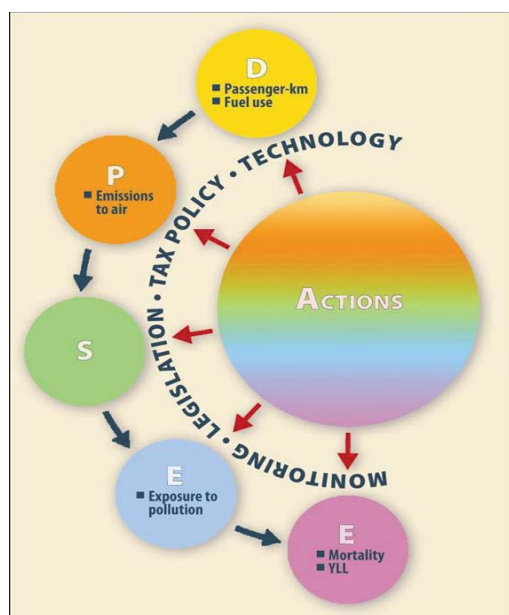 D
▪ Passenger-km
▪ Fuel use
P
▪ Emissions
to air
S
E
▪ Exposure to
pollution
E
▪ Mortality
▪ YLL
MONITORING • LEGISLATION • TAX POLICY • TECHNOLOGY
ACTIONS